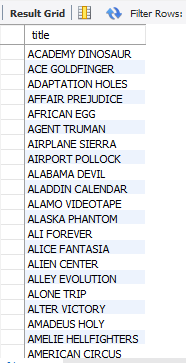 Result Grid Filter Rows:
title
ACADEMY DINOSAUR
ACE GOLDFINGER
ADAPTATION HOLES
AFFAIR PREJUDICE
AFRICAN EGG
AGENT TRUMAN
AIRPLANE SIERRA
AIRPORT POLLOCK
ALABAMA DEVIL
ALADDIN CALENDAR
ALAMO VIDEOTAPE
ALASKA PHANTOM
ALI FOREVER
ALICE FANTASIA
ALIEN CENTER
ALLEY EVOLUTION
ALONE TRIP
ALTER VICTORY
AMADEUS HOLY
AMELIE HELLFIGHTERS
AMERICAN CIRCUS